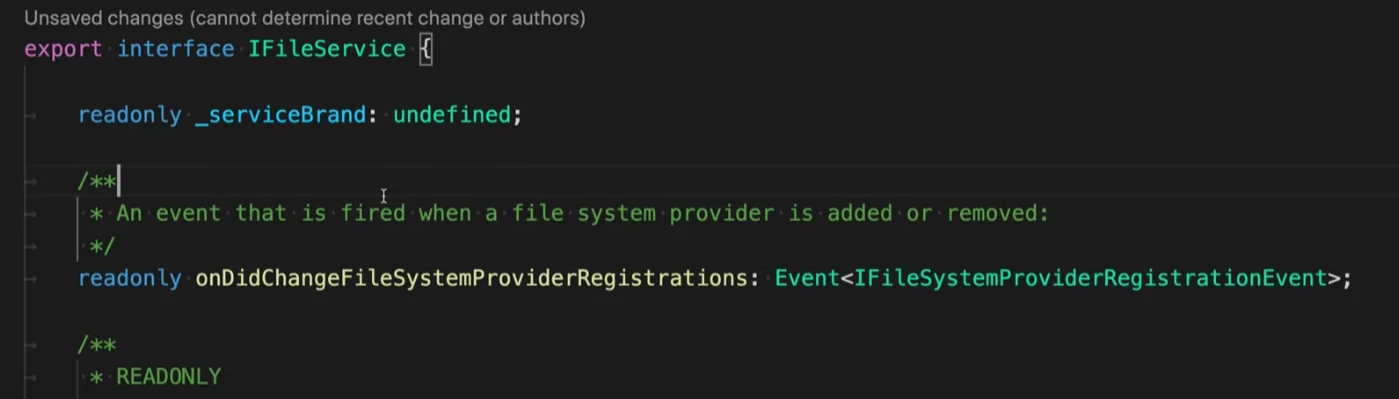 Unsaved changes (cannot determine recent change or authors)
export interface IFileService {
readonly _serviceBrand: undefined;
/**
* An event that is fired when a file system provider is added or removed:
*/
readonly onDidChangeFileSystemProviderRegistrations: Event<IFileSystemProviderRegistrationEvent>;
/**
* READONLY